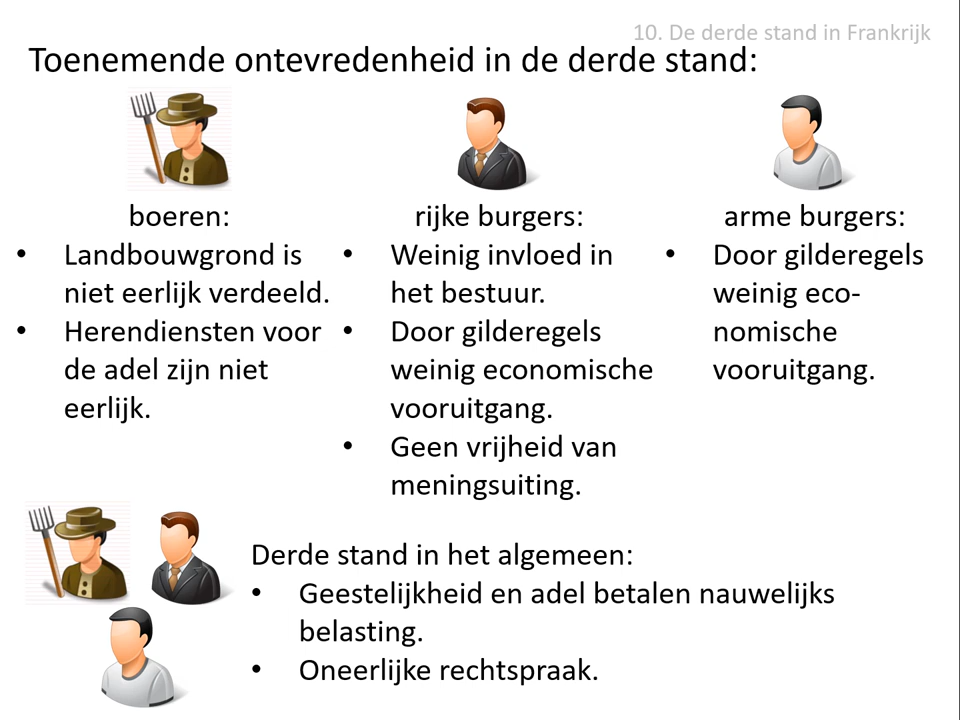 10. De derde stand in Frankrijk
Toenemende ontevredenheid in de derde stand:
boeren:
• Landbouwgrond is
niet eerlijk verdeeld.
• Herendiensten voor
de adel zijn niet
eerlijk.
rijke burgers:
• Weinig invloed in
het bestuur.
• Door gilderegels
weinig economische
vooruitgang.
• Geen vrijheid van
meningsuiting.
arme burgers:
• Door gilderegels
weinig eco-
nomische
vooruitgang.
Derde stand in het algemeen:
• Geestelijkheid en adel betalen nauwelijks
belasting.
• Oneerlijke rechtspraak.